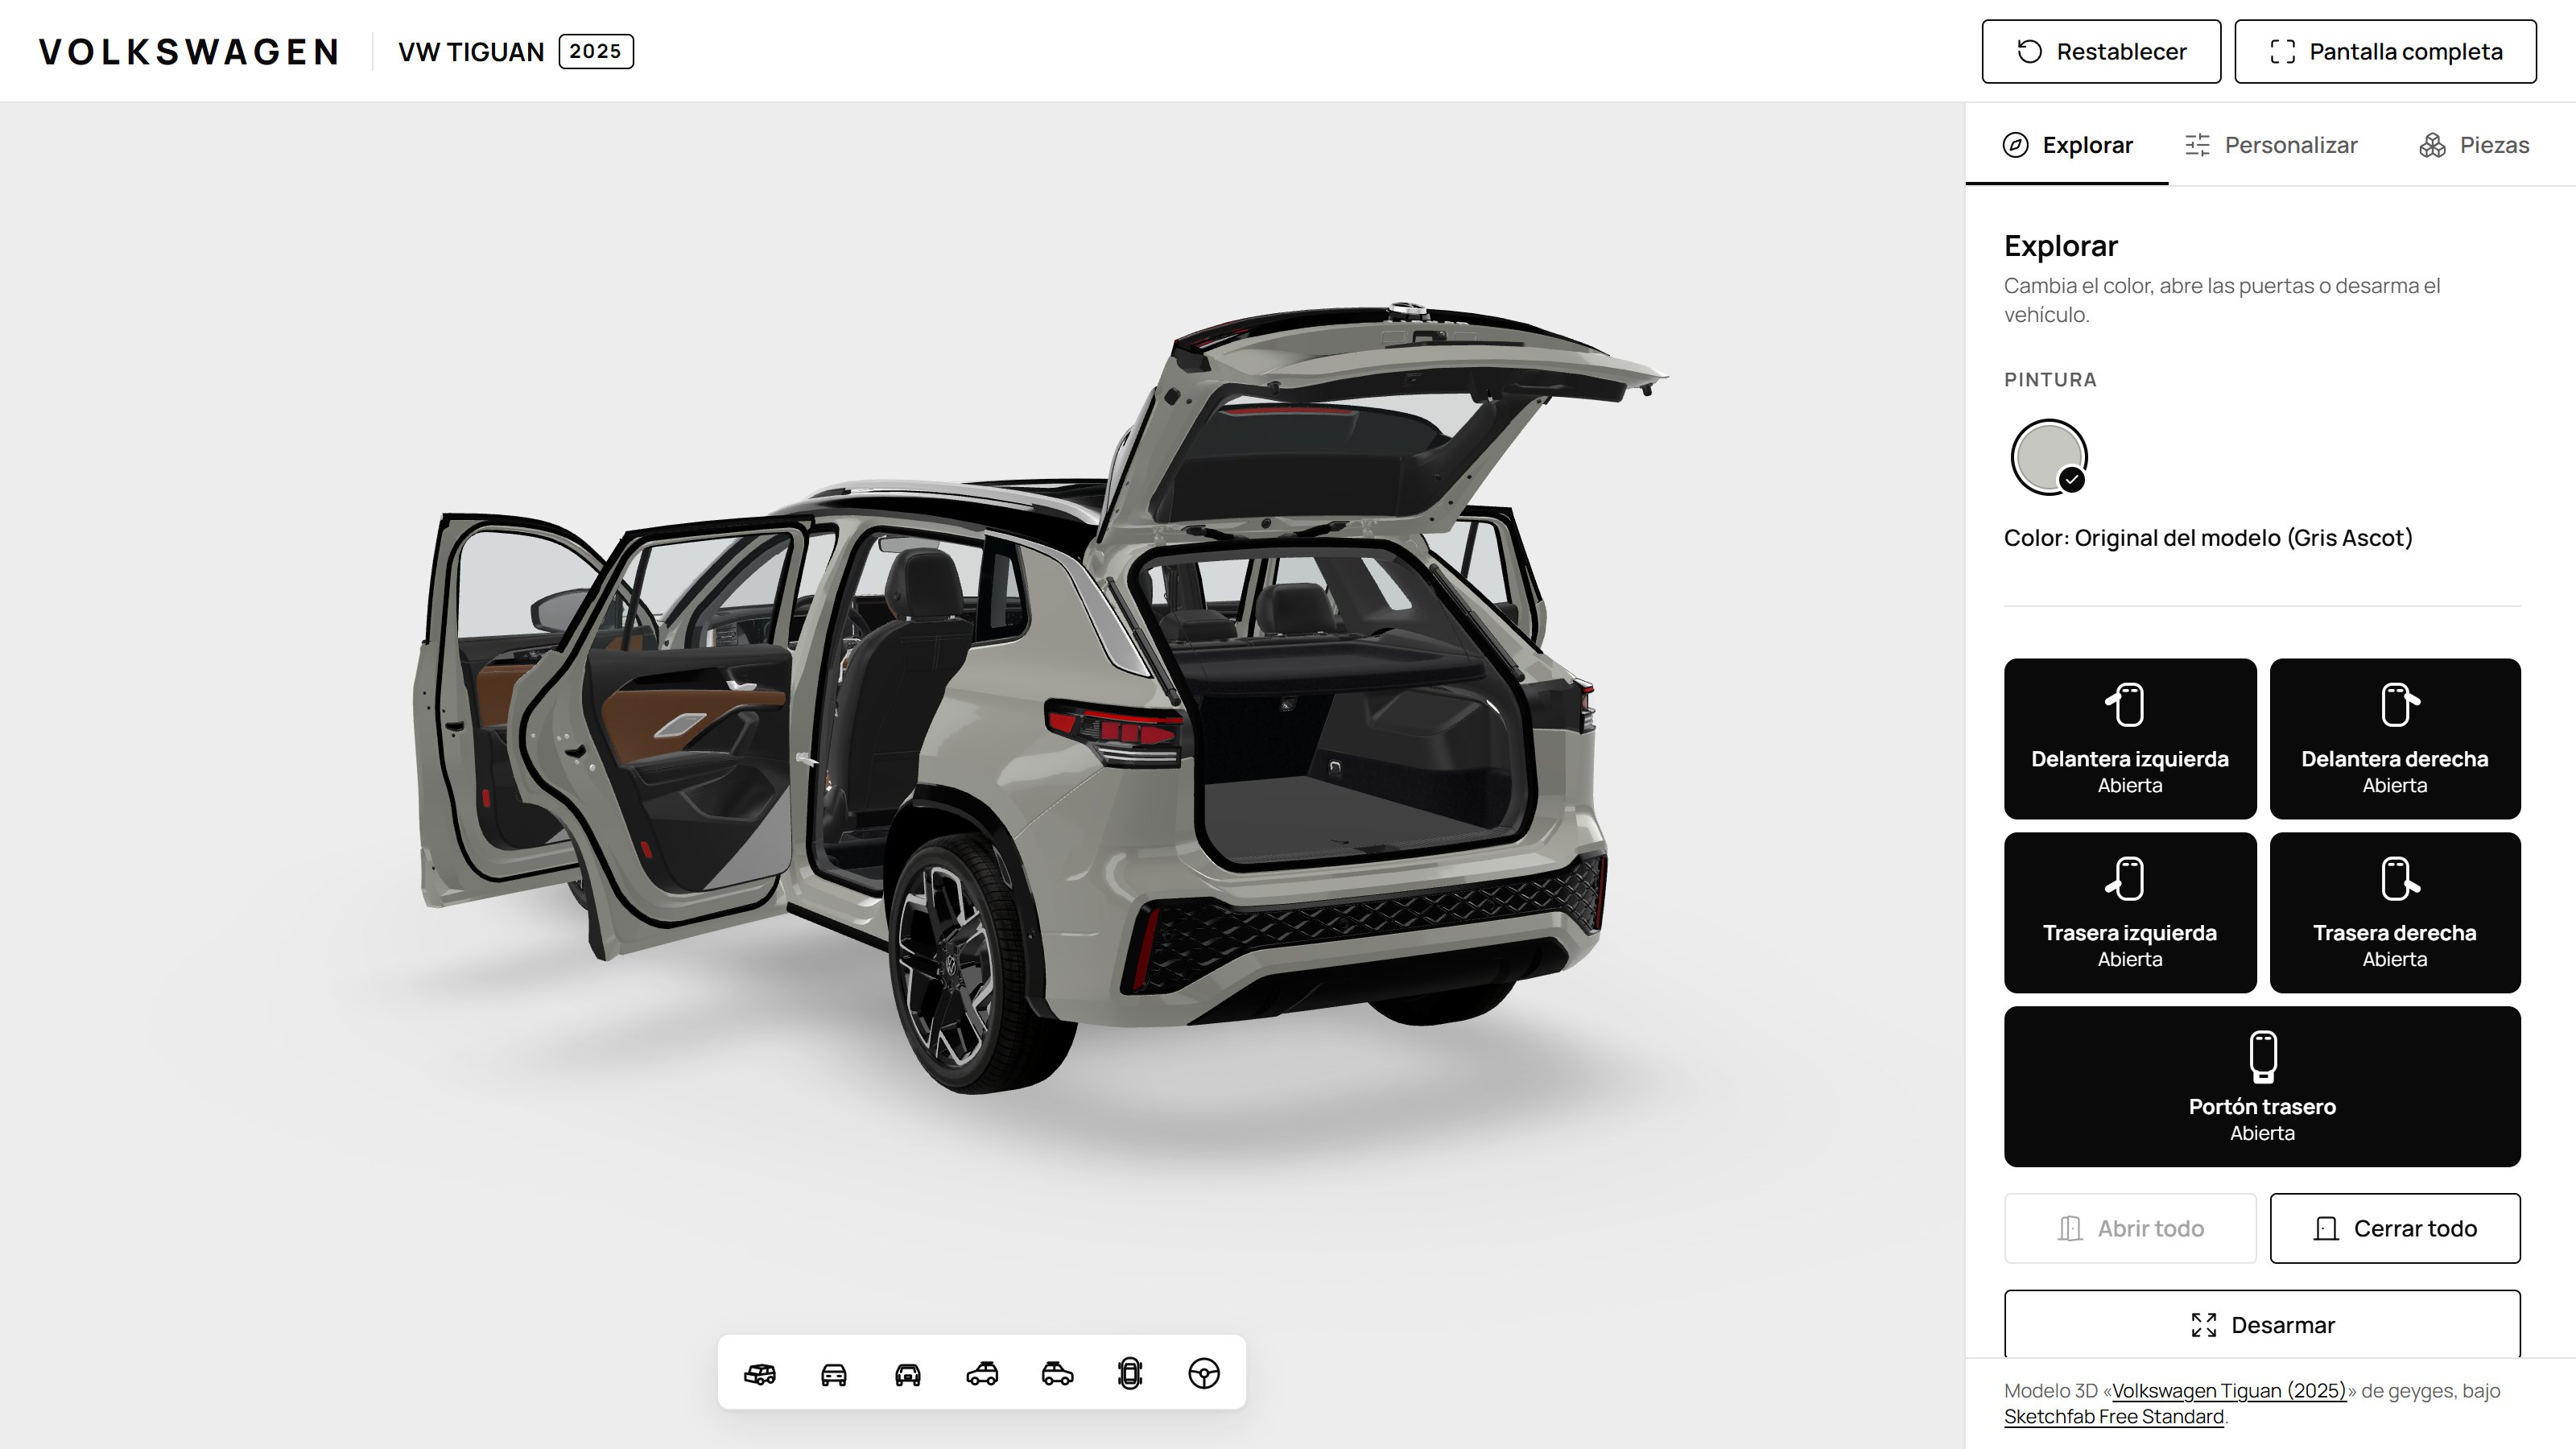 VOLKSWAGEN
VW TIGUAN
2025
Restablecer
Pantalla completa
Explorar
Personalizar
Piezas
Explorar
Cambia el color, abre las puertas o desarma el
vehículo.
PINTURA
Color: Original del modelo (Gris Ascot)
Delantera izquierda
Abierta
Delantera derecha
Abierta
Trasera izquierda
Abierta
Trasera derecha
Abierta
Portón trasero
Abierta
Abrir todo
Cerrar todo
Desarmar
Modelo 3D «Volkswagen Tiguan (2025)» de geyges, bajo
Sketchfab Free Standard.